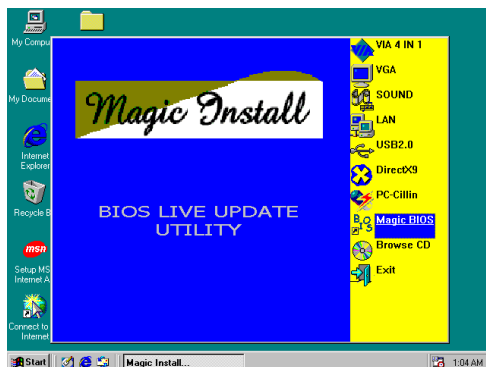 My Compu
My Docume
Internet
Explorer
Recycle B
msn
Setup MS
Internet A
Connect to
Internet
Magic Install
BIOS LIVE UPDATE
UTILITY
VIA 4 IN 1
VGA
SOUND
LAN
USB2.0
DirectX9
PC-Cillin
BIOS
Magic BIOS
Browse CD
Exit
Start
Magic Install...
1:04 AM